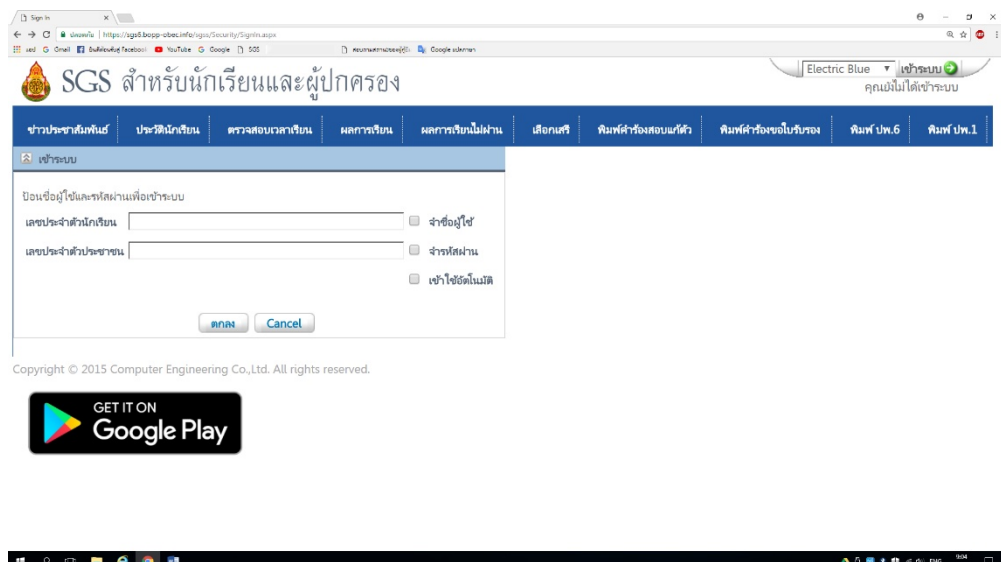 Sign In
https://sgs6.bopp-obec.info/sgss/Security/SignIn.aspx
Gmail Facebook YouTube Google SGS
SGS สำหรับนักเรียนและผู้ปกครอง
Electric Blue เข้าระบบ
คุณยังไม่ได้เข้าระบบ
ข่าวประชาสัมพันธ์ ประวัตินักเรียน ตรวจสอบเวลาเรียน ผลการเรียน ผลการเรียนไม่ผ่าน เลือกเสรี พิมพ์คำร้องสอบแก้ตัว พิมพ์คำร้องขอใบรับรอง พิมพ์ ปพ.6 พิมพ์ ปพ.1
เข้าระบบ
ป้อนชื่อผู้ใช้และรหัสผ่านเพื่อเข้าระบบ
เลขประจำตัวนักเรียน จำชื่อผู้ใช้
เลขประจำตัวประชาชน จำรหัสผ่าน
เข้าใช้อัตโนมัติ
ตกลง Cancel
Copyright © 2015 Computer Engineering Co.,Ltd. All rights reserved.
GET IT ON
Google Play
ENG 9:04